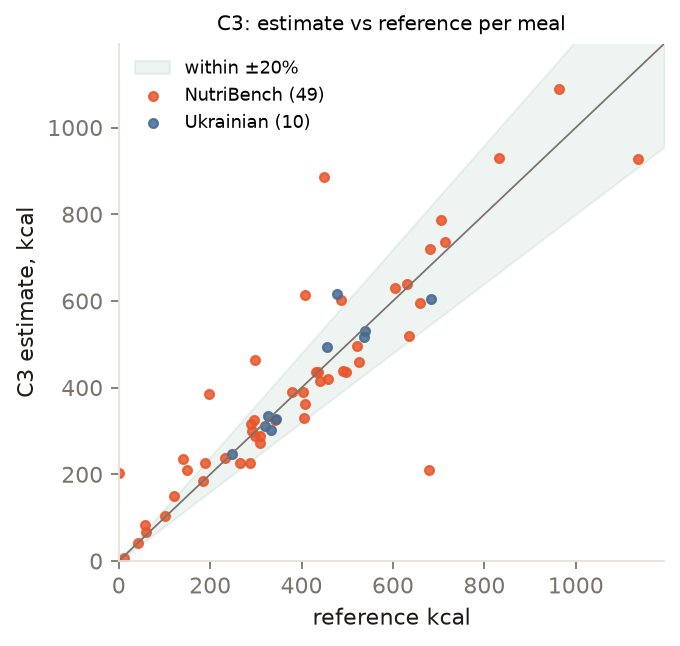 C3: estimate vs reference per meal
within ±20%
NutriBench (49)
Ukrainian (10)
C3 estimate, kcal
1000
800
600
400
200
0
0 200 400 600 800 1000
reference kcal